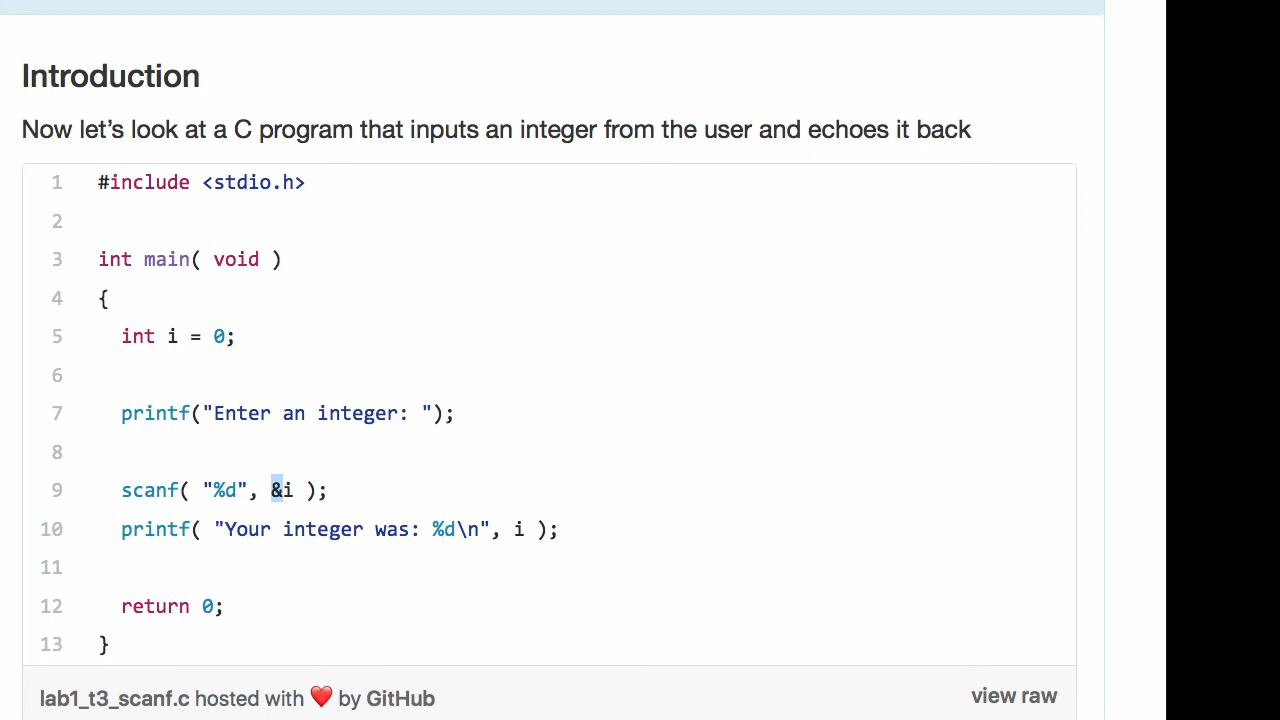 Introduction
Now let’s look at a C program that inputs an integer from the user and echoes it back
1 #include <stdio.h>
2
3 int main( void )
4 {
5 int i = 0;
6
7 printf("Enter an integer: ");
8
9 scanf( "%d", &i );
10 printf( "Your integer was: %d\n", i );
11
12 return 0;
13 }
lab1_t3_scanf.c hosted with ❤ by GitHub view raw